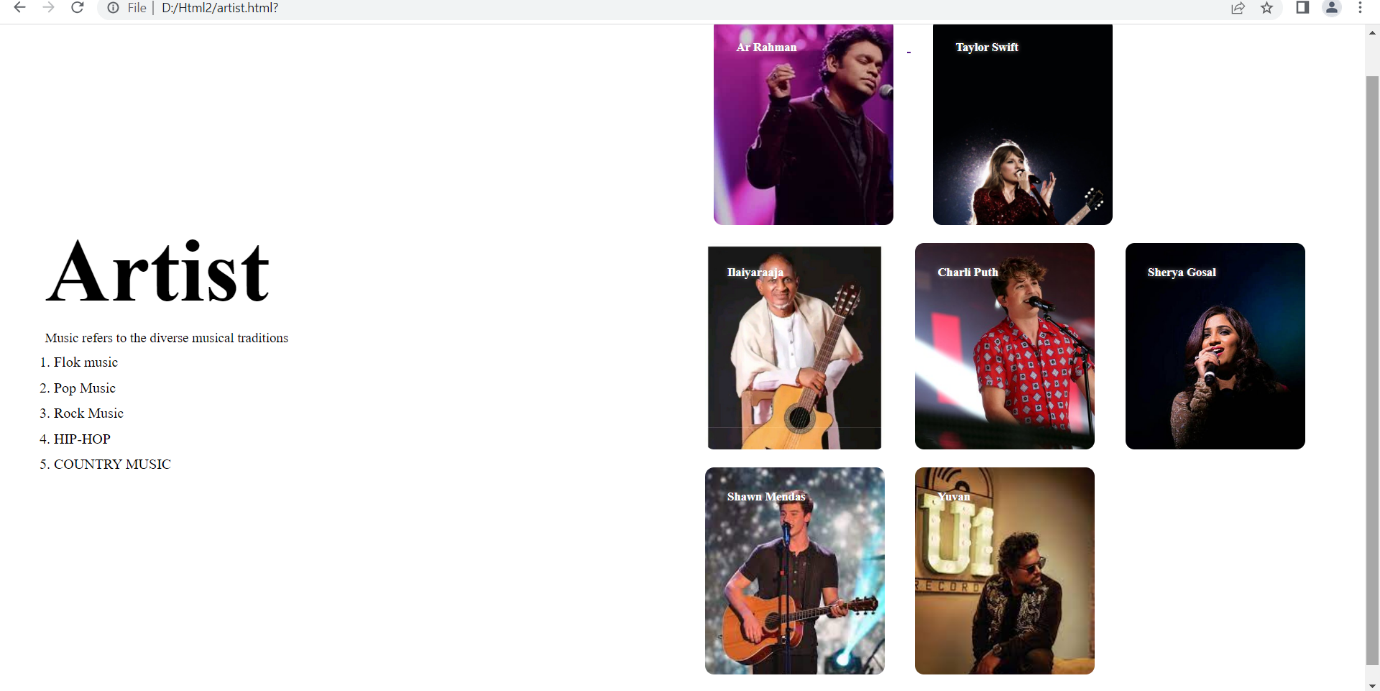 File | D:/Html2/artist.html?
Ar Rahman
Taylor Swift
Artist
Music refers to the diverse musical traditions
1. Flok music
2. Pop Music
3. Rock Music
4. HIP-HOP
5. COUNTRY MUSIC
Ilaiyaraaja
Charli Puth
Sherya Gosal
Shawn Mendas
Yuvan
U1
RECORD